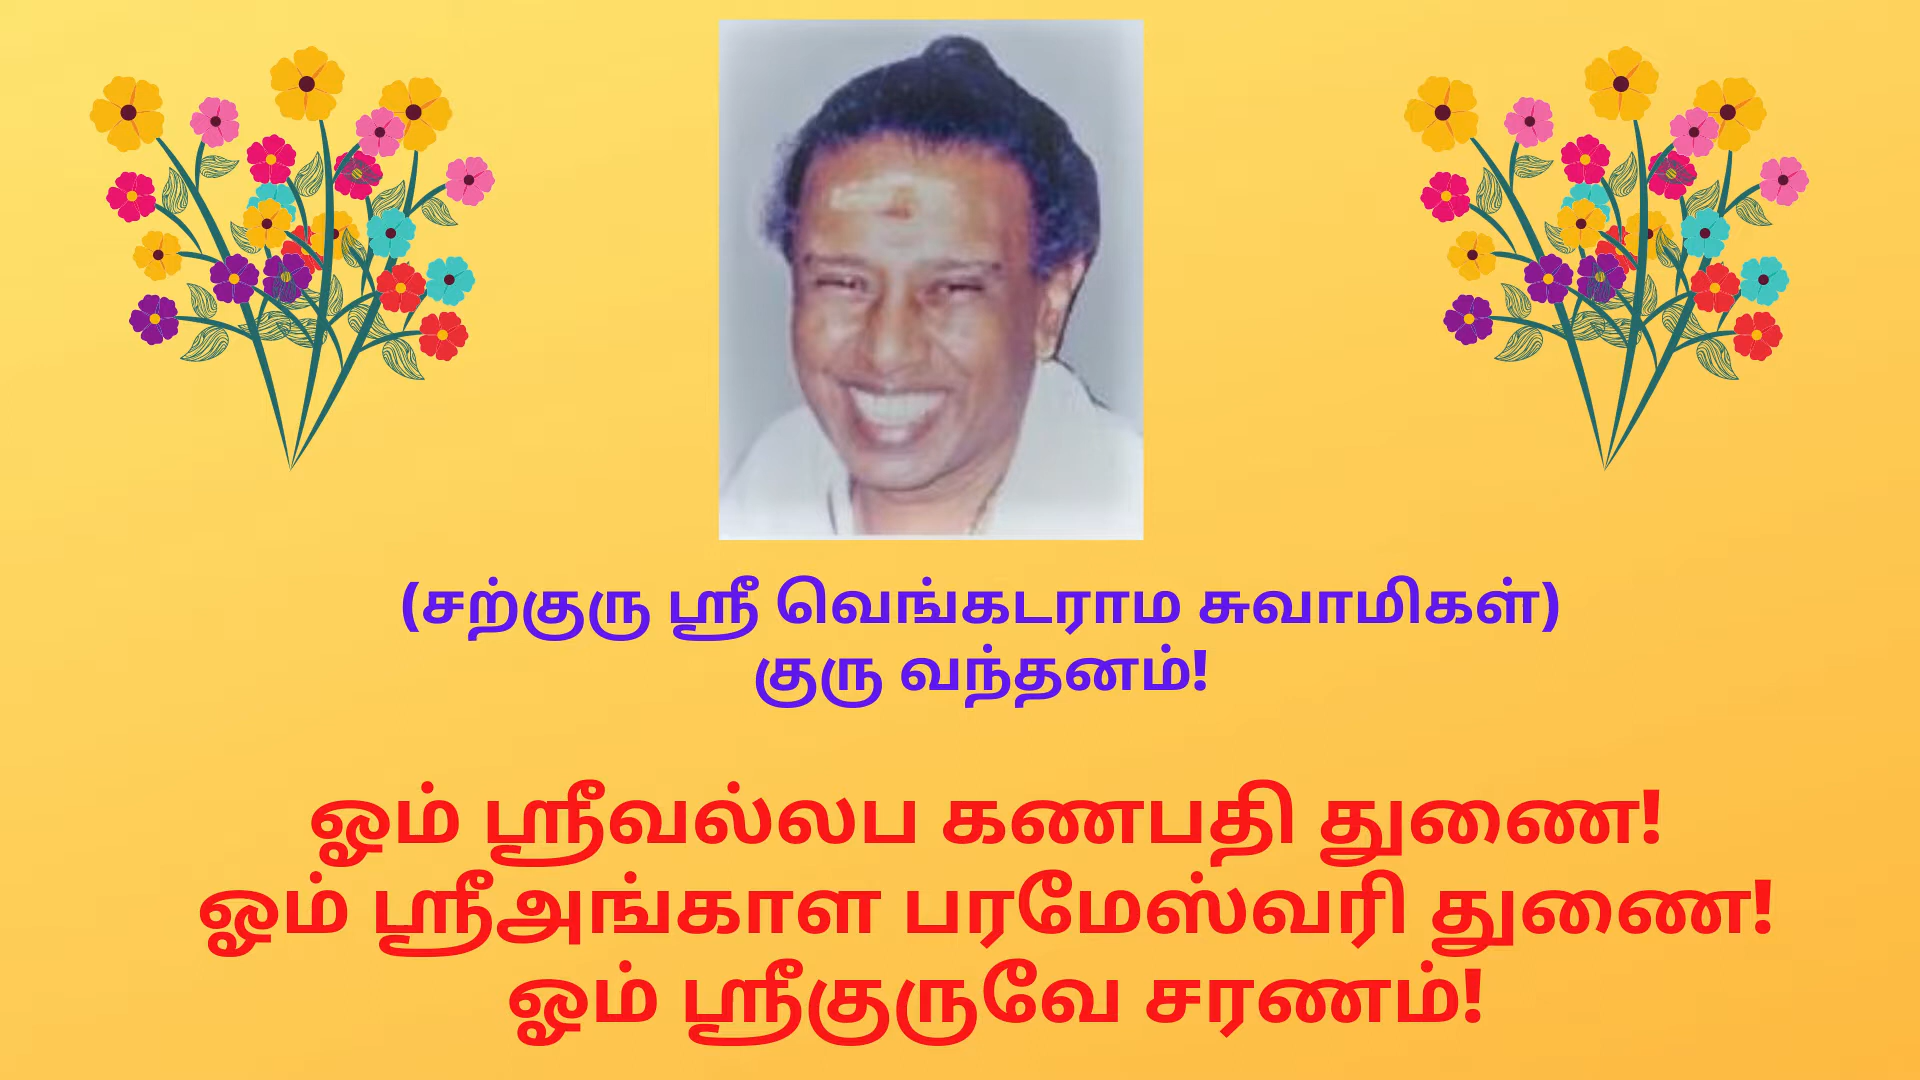 (சற்குரு ஸ்ரீ வெங்கடராம சுவாமிகள்)
குரு வந்தனம்!
ஓம் ஸ்ரீவல்லப கணபதி துணை!
ஓம் ஸ்ரீஅங்காள பரமேஸ்வரி துணை!
ஓம் ஸ்ரீகுருவே சரணம்!